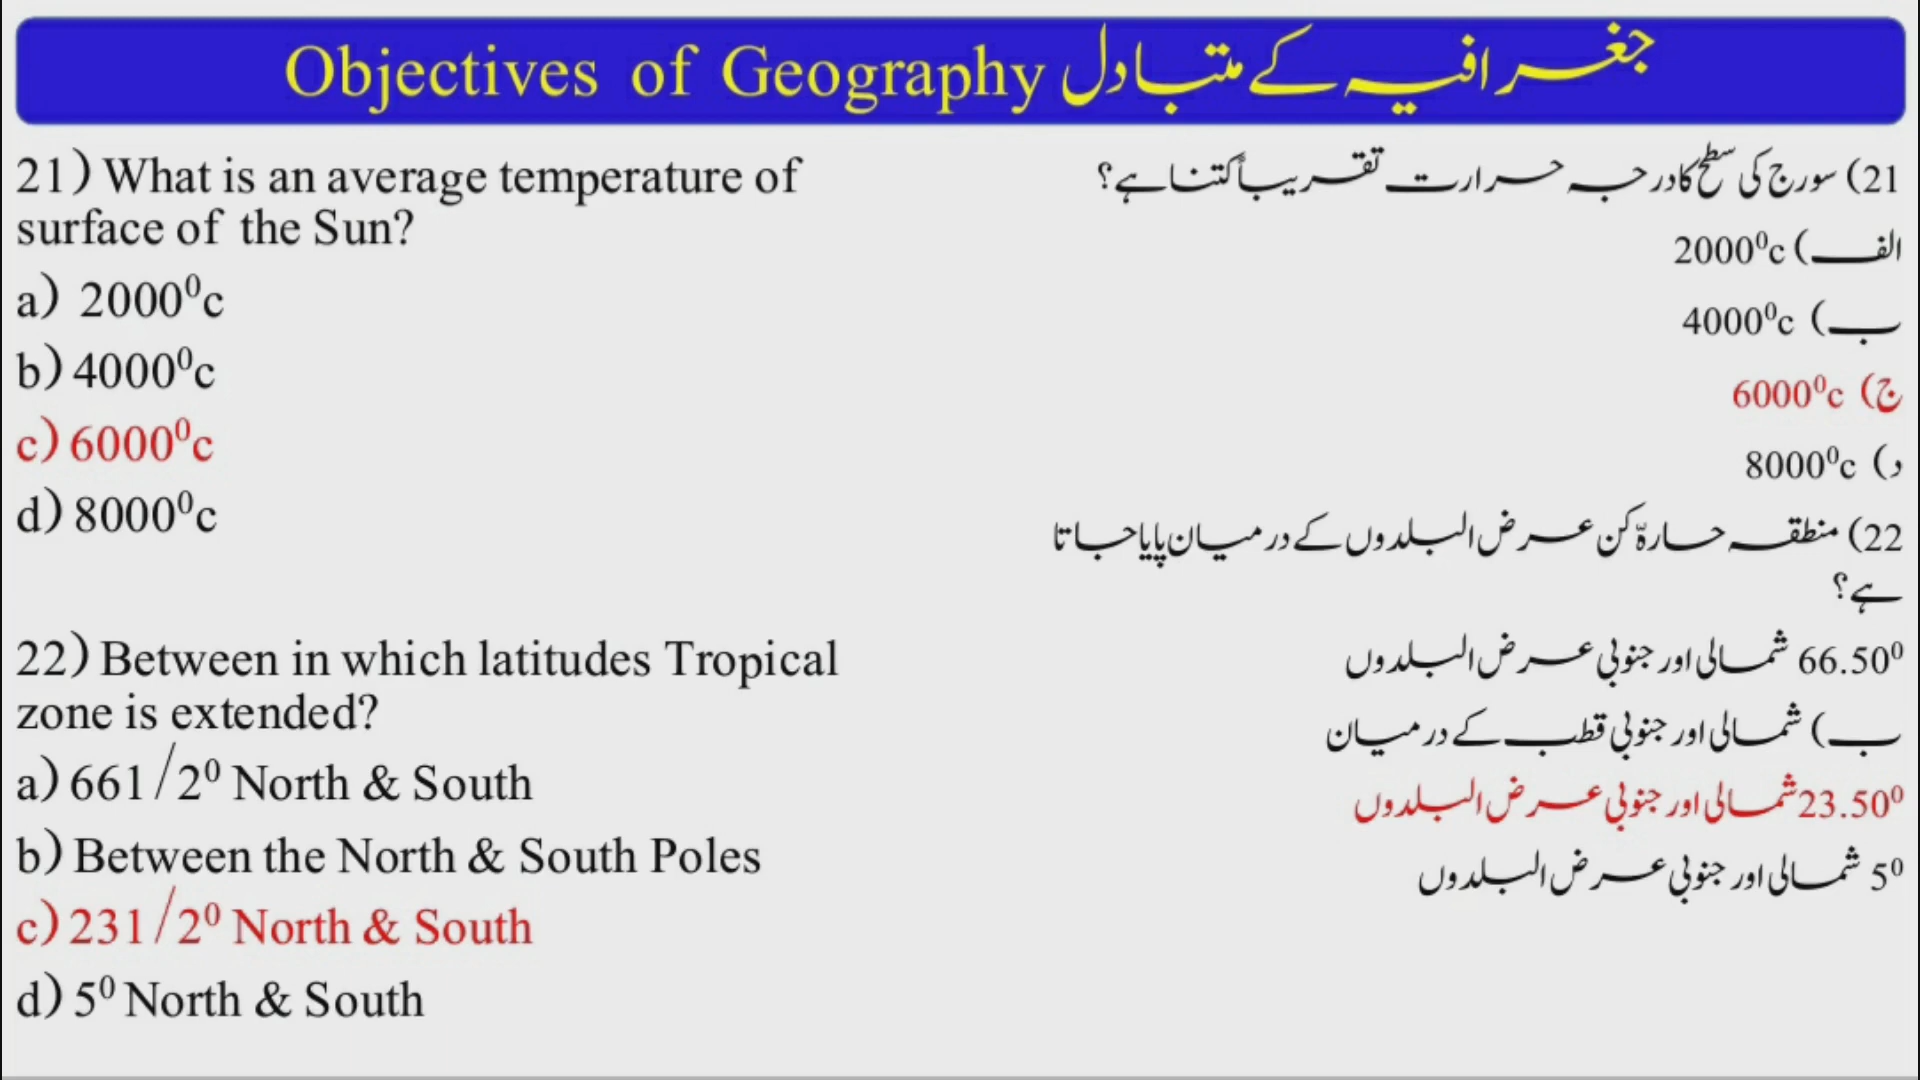 Objectives of Geography جغرافیہ کے متبادل
21) What is an average temperature of
surface of the Sun?
a) 2000⁰c
b) 4000⁰c
c) 6000⁰c
d) 8000⁰c
22) Between in which latitudes Tropical
zone is extended?
a) 661/2⁰ North & South
b) Between the North & South Poles
c) 231/2⁰ North & South
d) 5⁰ North & South
21) سورج کی سطح کا درجہ حرارت تقریباً کتنا ہے؟
الف) 2000⁰c
ب) 4000⁰c
ج) 6000⁰c
د) 8000⁰c
22) منطقہ حارہّ کن عرض البلدوں کے درمیان پایا جاتا
ہے؟
66.50⁰ شمالی اور جنوبی عرض البلدوں
ب) شمالی اور جنوبی قطب کے درمیان
23.50⁰ شمالی اور جنوبی عرض البلدوں
5⁰ شمالی اور جنوبی عرض البلدوں